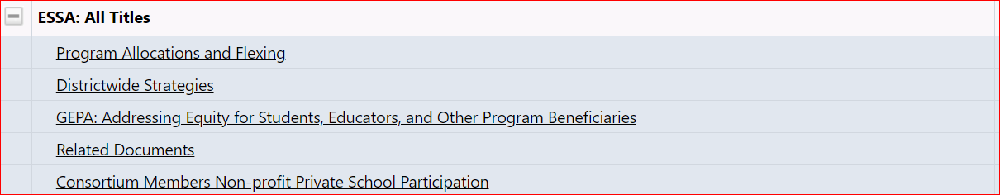 ESSA: All Titles
Program Allocations and Flexing
Districtwide Strategies
GEPA: Addressing Equity for Students, Educators, and Other Program Beneficiaries
Related Documents
Consortium Members Non-profit Private School Participation